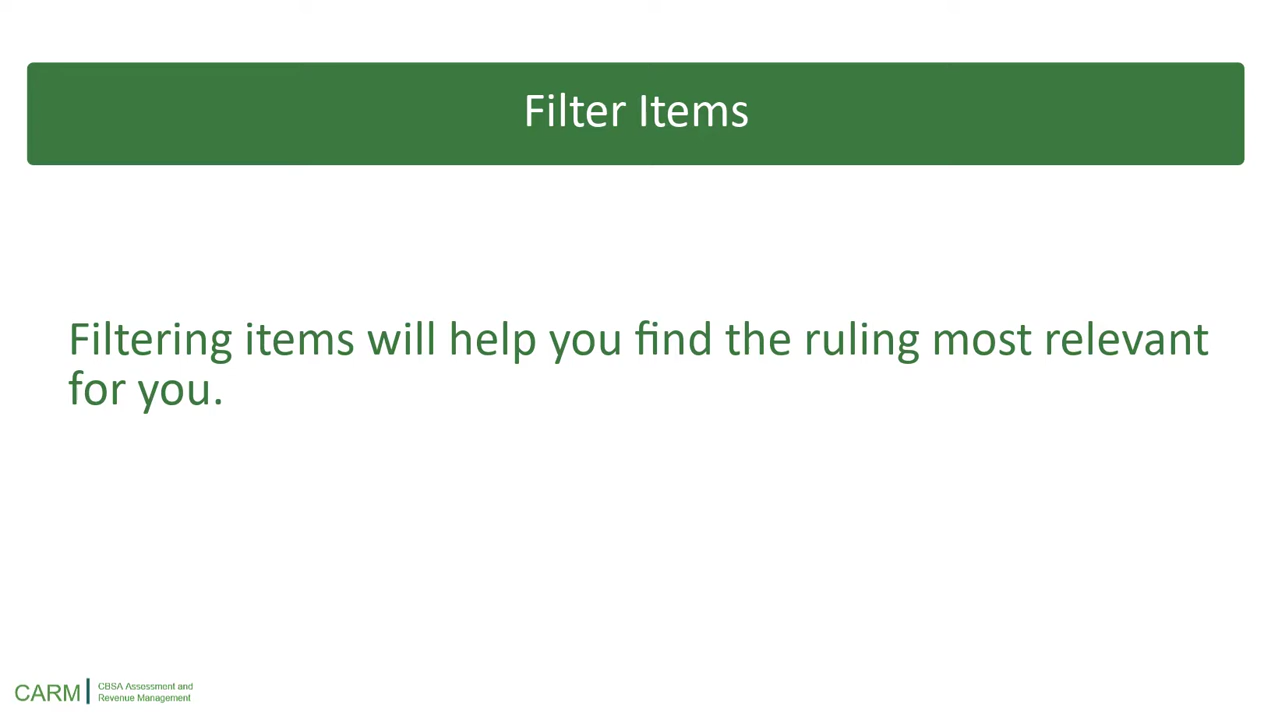 Filter Items
Filtering items will help you find the ruling most relevant
for you.
CARM
CBSA Assessment and
Revenue Management